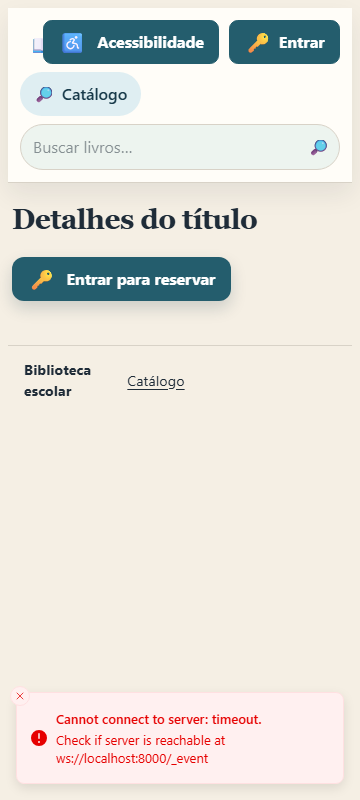 Acessibilidade
Entrar
Catálogo
Buscar livros...
Detalhes do título
Entrar para reservar
Biblioteca
escolar
Catálogo
Cannot connect to server: timeout.
Check if server is reachable at
ws://localhost:8000/_event